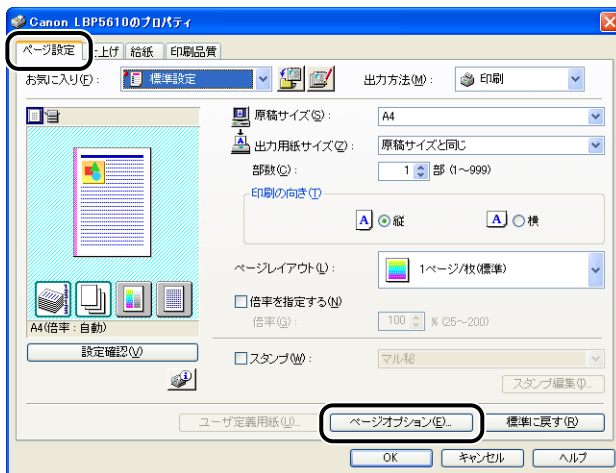 Canon LBP5610のプロパティ
ページ設定 上げ 給紙 印刷品質
お気に入り(F): 標準設定 出力方法(M): 印刷
原稿サイズ(S): A4
出力用紙サイズ(Z): 原稿サイズと同じ
部数(C): 1 部 (1～999)
印刷の向き(T)
A 縦 A 横
ページレイアウト(L): 1ページ/枚(標準)
倍率を指定する(N)
倍率(G): 100 % (25～200)
A4(倍率:自動)
設定確認(V)
スタンプ(W): マル秘
スタンプ編集(I)...
ユーザ定義用紙(U)... ページオプション(E)... 標準に戻す(R)
OK キャンセル ヘルプ